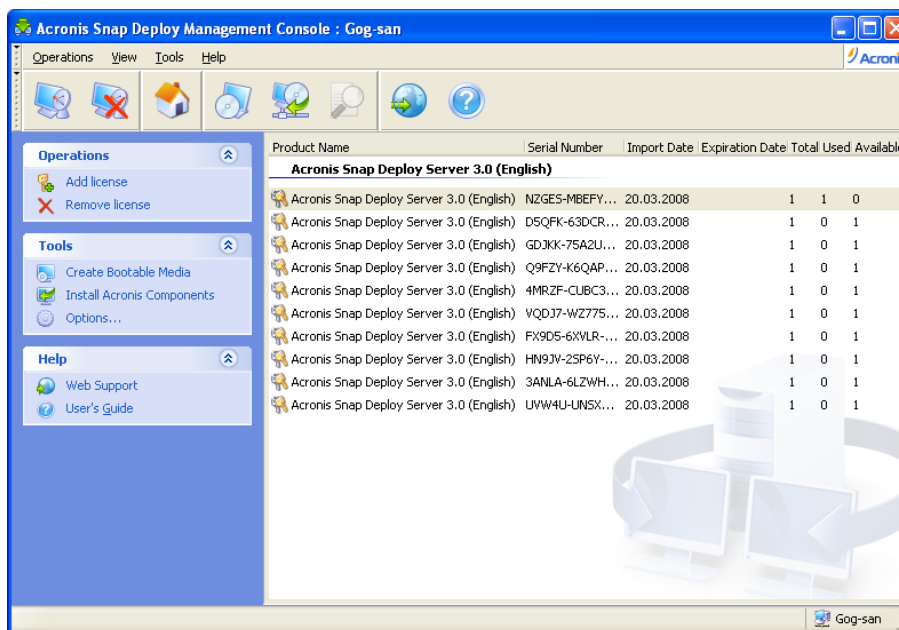 Acronis Snap Deploy Management Console : Gog-san
Operations View Tools Help
Acroni
Operations
Add license
Remove license
Tools
Create Bootable Media
Install Acronis Components
Options...
Help
Web Support
User's Guide
Product Name Serial Number Import Date Expiration Date Total Used Available
Acronis Snap Deploy Server 3.0 (English)
Acronis Snap Deploy Server 3.0 (English) NZGES-MBEFY... 20.03.2008 1 1 0
Acronis Snap Deploy Server 3.0 (English) D5QFK-63DCR... 20.03.2008 1 0 1
Acronis Snap Deploy Server 3.0 (English) GDJKK-75A2U... 20.03.2008 1 0 1
Acronis Snap Deploy Server 3.0 (English) Q9FZY-K6QAP... 20.03.2008 1 0 1
Acronis Snap Deploy Server 3.0 (English) 4MRZF-CUBC3... 20.03.2008 1 0 1
Acronis Snap Deploy Server 3.0 (English) VQDJ7-WZ775... 20.03.2008 1 0 1
Acronis Snap Deploy Server 3.0 (English) FX9D5-6XVLR-... 20.03.2008 1 0 1
Acronis Snap Deploy Server 3.0 (English) HN9JV-2SP6Y-... 20.03.2008 1 0 1
Acronis Snap Deploy Server 3.0 (English) 3ANLA-6LZWH... 20.03.2008 1 0 1
Acronis Snap Deploy Server 3.0 (English) UVW4U-UNSX... 20.03.2008 1 0 1
Gog-san